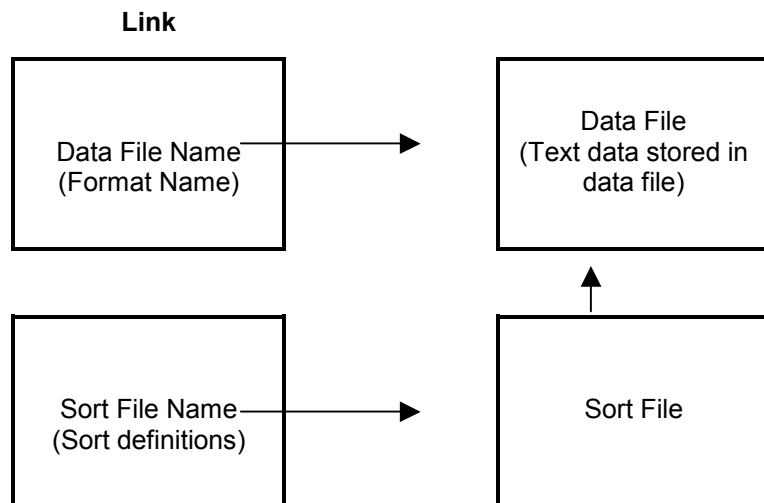 Link
Data File Name
(Format Name)
Data File
(Text data stored in
data file)
Sort File Name
(Sort definitions)
Sort File